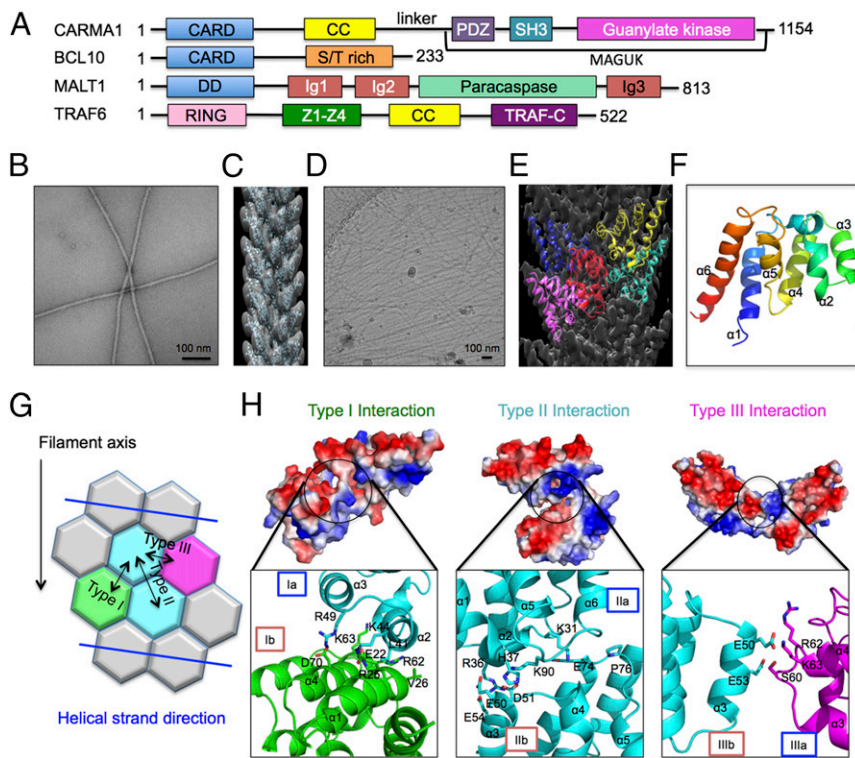 A
CARMA1 1 CARD CC linker PDZ SH3 Guanylate kinase 1154
BCL10 1 CARD S/T rich 233 MAGUK
MALT1 1 DD Ig1 Ig2 Paracaspase Ig3 813
TRAF6 1 RING Z1-Z4 CC TRAF-C 522
B C D E F
100 nm
100 nm
α6 α5 α4 α3 α2 α1
G
Filament axis
Type III
Type I
Type II
Helical strand direction
H
Type I Interaction
Type II Interaction
Type III Interaction
Ia
α3
R49
K44
Ib
K63
L41
α2
D70
E22
R62
α4
R25
V26
α1
α1
α5
α6
IIa
α2
K31
R36
H37
K90
E74
P76
E50
D51
E54
α4
α3
IIb
α5
E50
R62
α4
K63
E53
S60
α3
α3
IIIb
IIIa